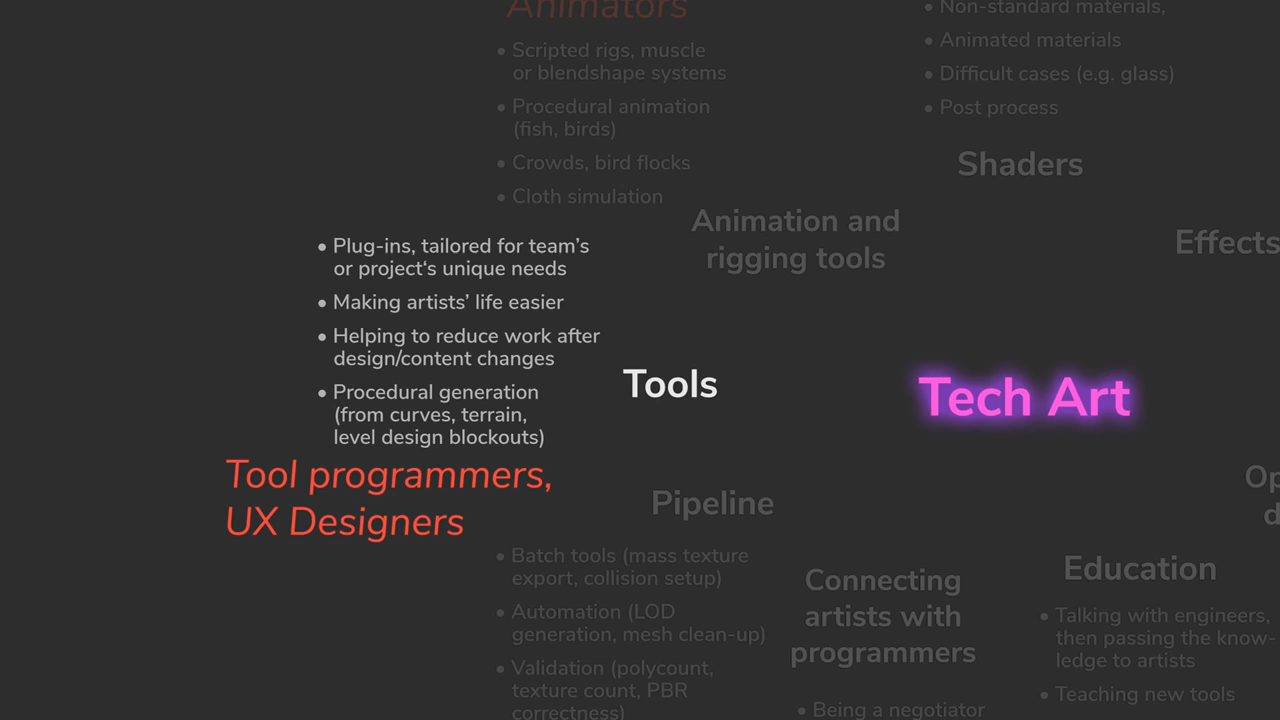 Animators
• Scripted rigs, muscle
or blendshape systems
• Procedural animation
(fish, birds)
• Crowds, bird flocks
• Cloth simulation
Animation and
rigging tools
• Non-standard materials,
• Animated materials
• Difficult cases (e.g. glass)
• Post process
Shaders
Effects
• Plug-ins, tailored for team’s
or project‘s unique needs
• Making artists’ life easier
• Helping to reduce work after
design/content changes
• Procedural generation
(from curves, terrain,
level design blockouts)
Tools
Tech Art
Tool programmers,
UX Designers
Pipeline
• Batch tools (mass texture
export, collision setup)
• Automation (LOD
generation, mesh clean-up)
• Validation (polycount,
texture count, PBR
correctness)
Connecting
artists with
programmers
• Being a negotiator
Education
• Talking with engineers,
then passing the know-
ledge to artists
• Teaching new tools